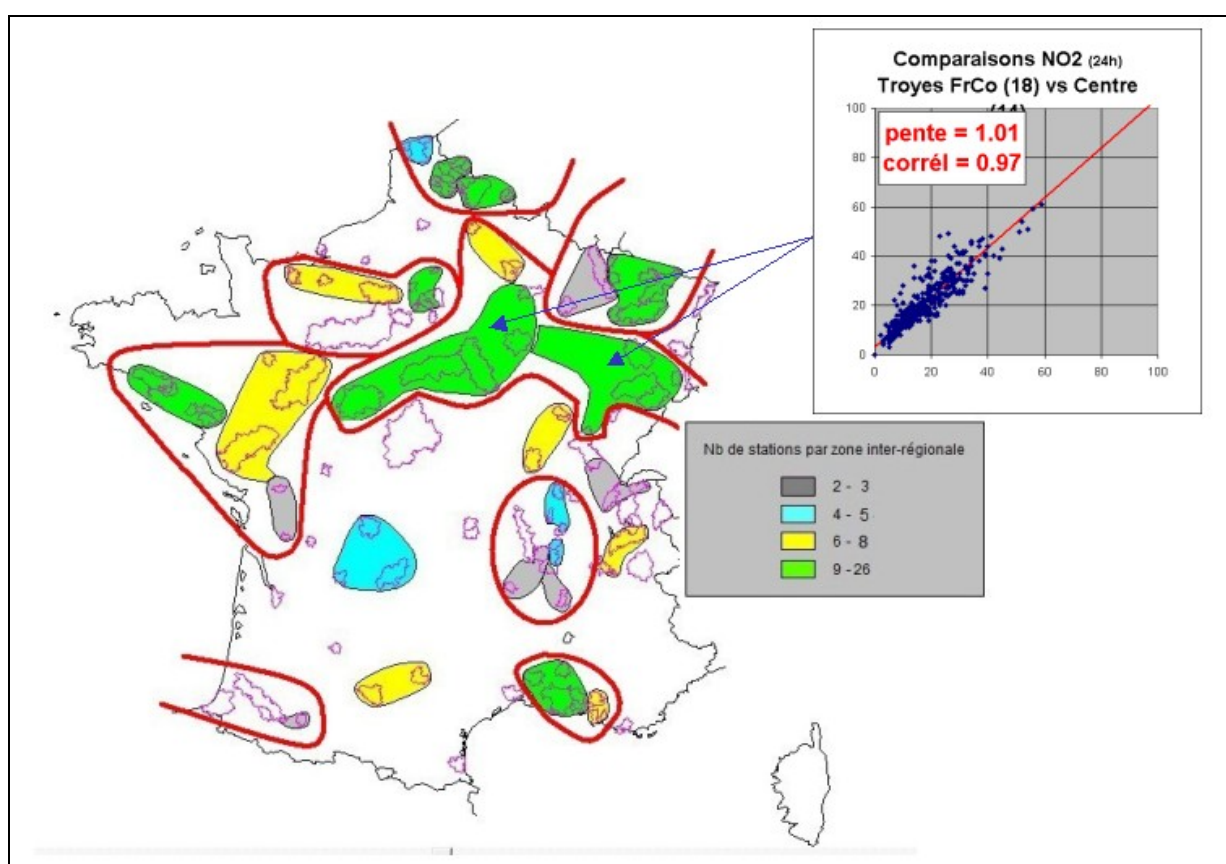 Comparaisons NO2 (24h)
Troyes FrCo (18) vs Centre
(14)
pente = 1.01
corrél = 0.97
100
80
60
40
20
0
0 20 40 60 80 100
Nb de stations par zone inter-régionale
2 - 3
4 - 5
6 - 8
9 - 26